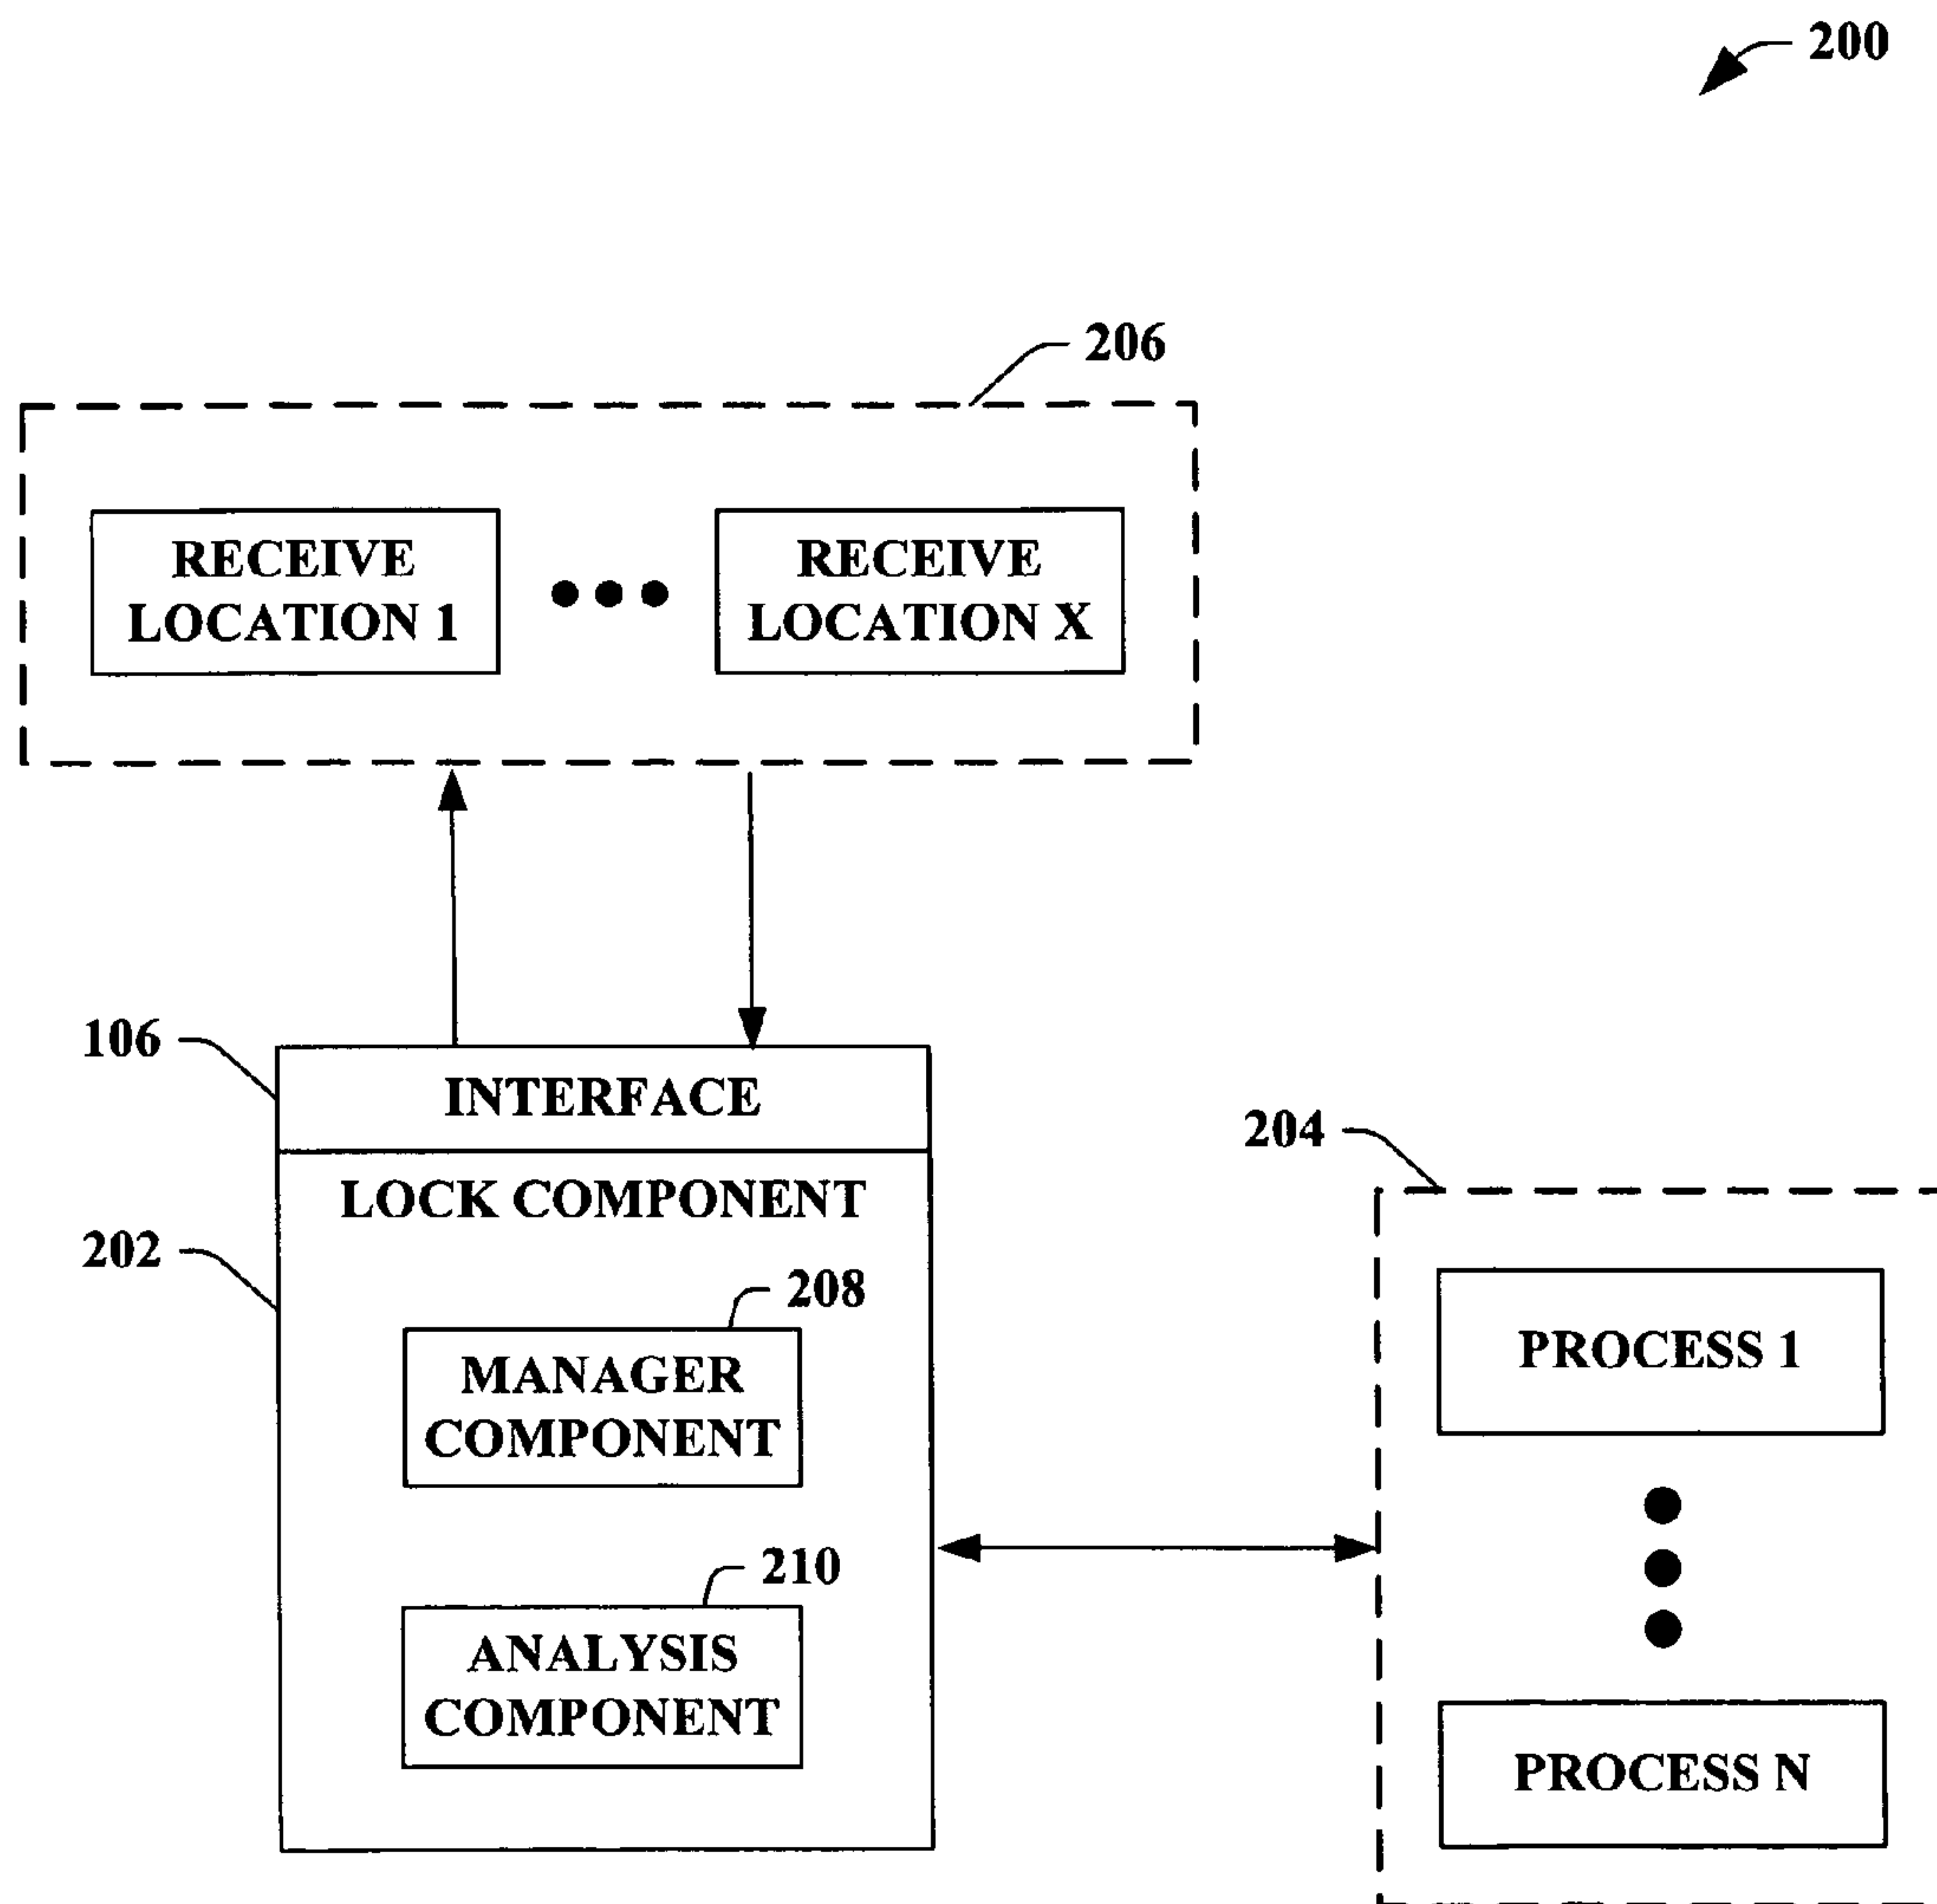 200
206
RECEIVE
LOCATION 1
RECEIVE
LOCATION X
106
INTERFACE
204
LOCK COMPONENT
202
208
MANAGER
COMPONENT
PROCESS 1
210
ANALYSIS
COMPONENT
PROCESS N